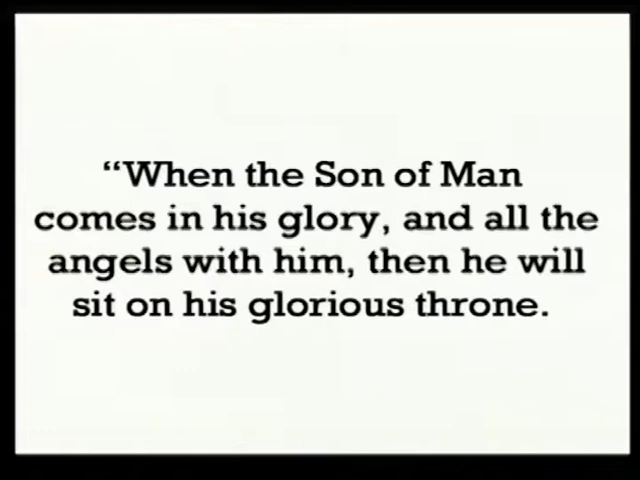 “When the Son of Man
comes in his glory, and all the
angels with him, then he will
sit on his glorious throne.